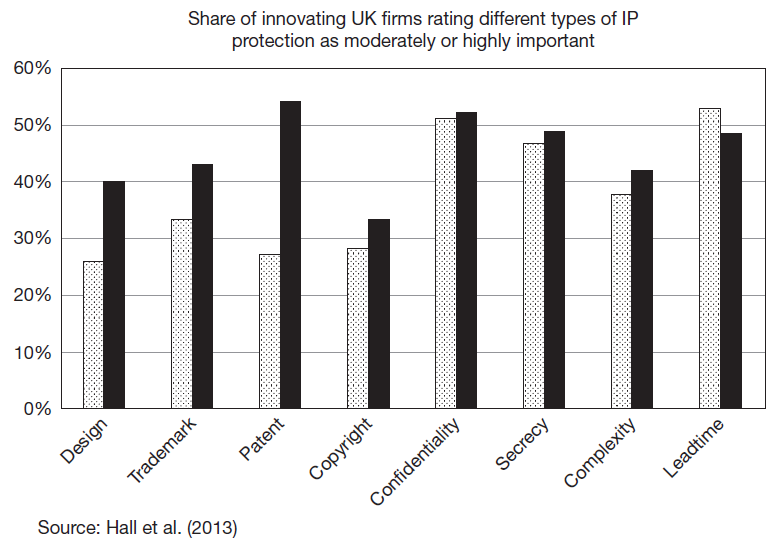 Share of innovating UK firms rating different types of IP
protection as moderately or highly important
60%
50%
40%
30%
20%
10%
0%
Design
Trademark
Patent
Copyright
Confidentiality
Secrecy
Complexity
Leadtime
Source: Hall et al. (2013)